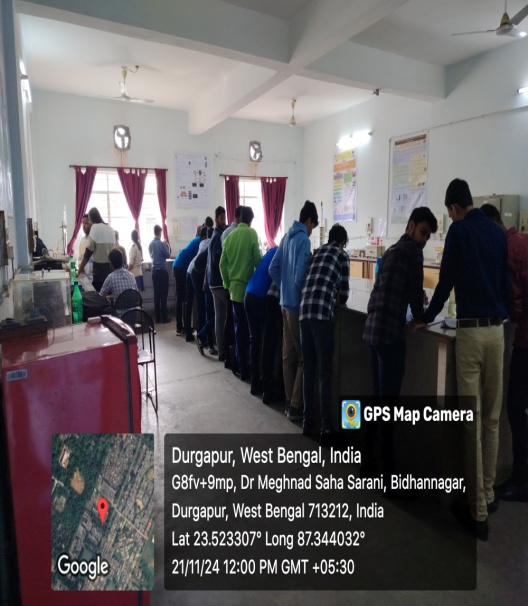 GPS Map Camera
Durgapur, West Bengal, India
G8fv+9mp, Dr Meghnad Saha Sarani, Bidhannagar,
Durgapur, West Bengal 713212, India
Lat 23.523307° Long 87.344032°
21/11/24 12:00 PM GMT +05:30
Google